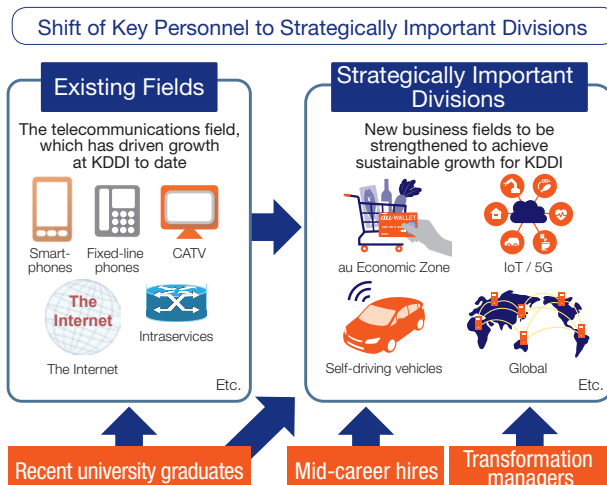 Shift of Key Personnel to Strategically Important Divisions
Existing Fields
The telecommunications field,
which has driven growth
at KDDI to date
Smart-
phones
Fixed-line
phones
CATV
The
Internet
The Internet
Intraservices
Etc.
Strategically Important
Divisions
New business fields to be
strengthened to achieve
sustainable growth for KDDI
au WALLET
au Economic Zone
IoT / 5G
Self-driving vehicles
Global
Etc.
Recent university graduates
Mid-career hires
Transformation
managers